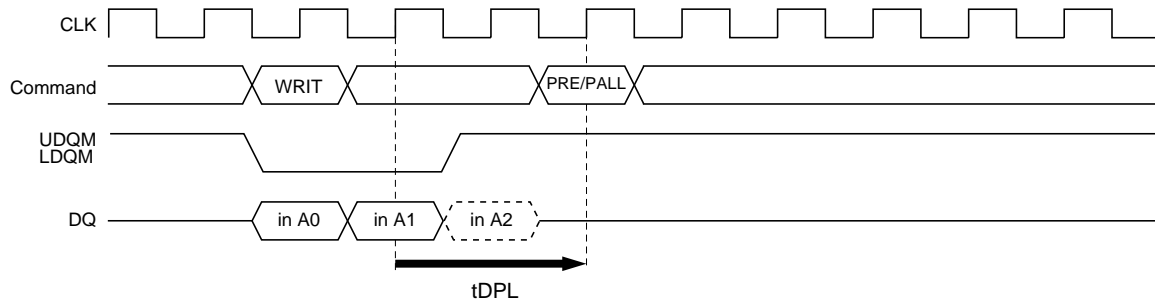 CLK
Command WRIT PRE/PALL
UDQM
LDQM
DQ in A0 in A1 in A2
tDPL